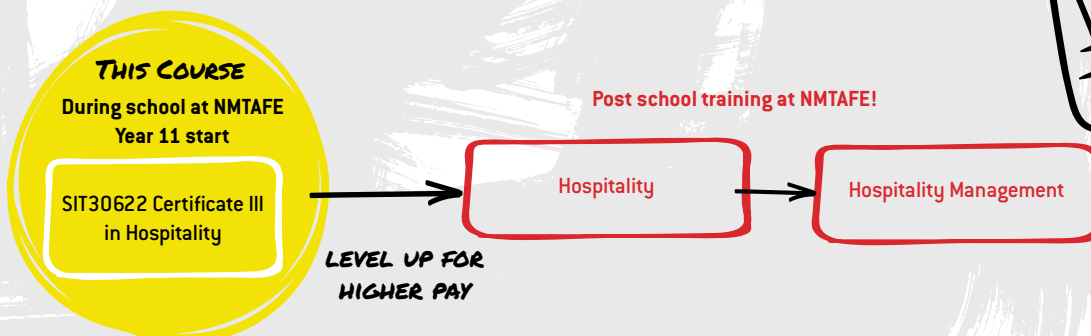 THIS COURSE
During school at NMTAFE
Year 11 start
SIT30622 Certificate III
in Hospitality
LEVEL UP FOR
HIGHER PAY
Post school training at NMTAFE!
Hospitality
Hospitality Management